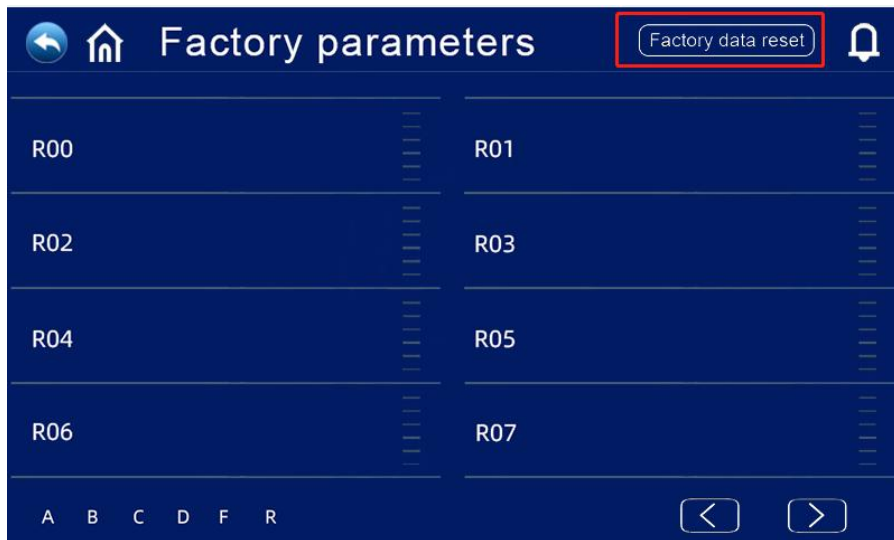 Factory parameters Factory data reset
R00 R01
R02 R03
R04 R05
R06 R07
A B C D F R